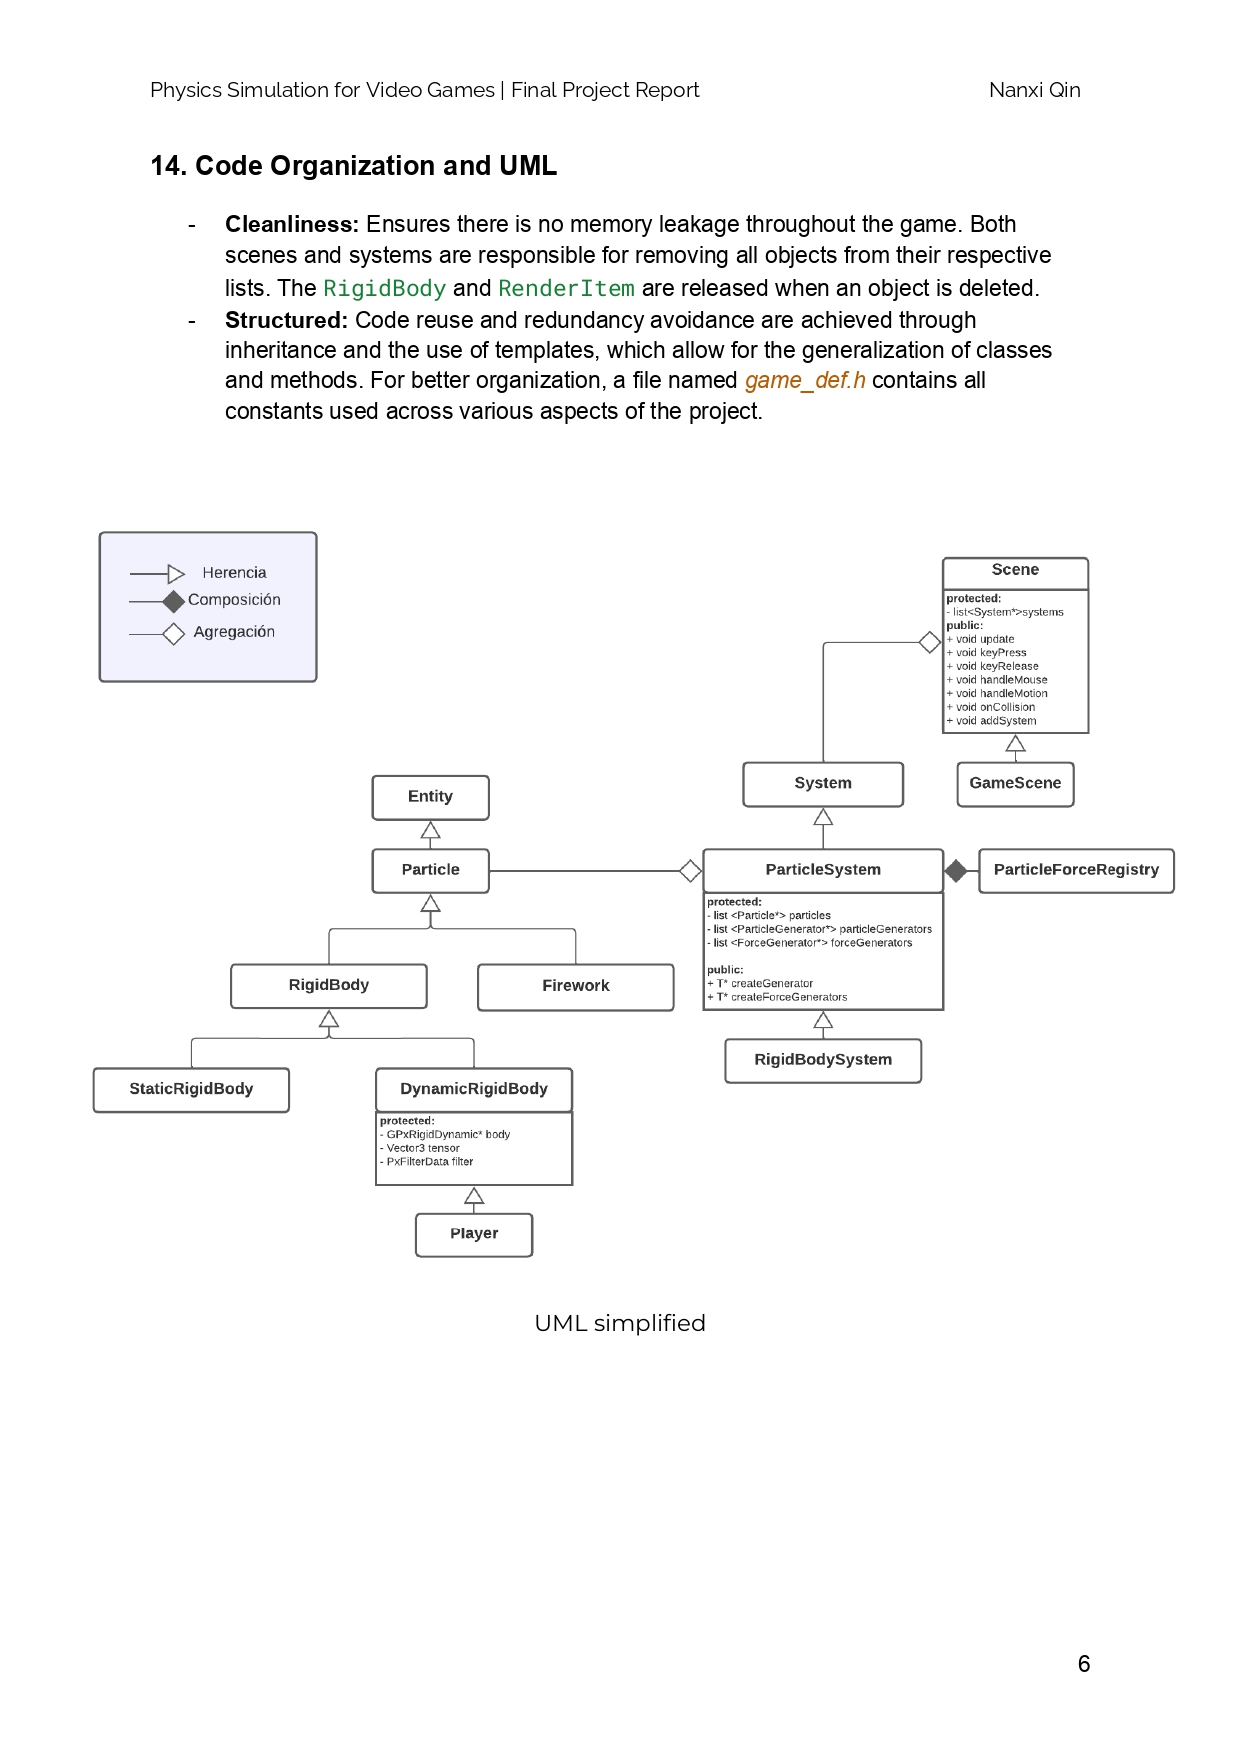 Physics Simulation for Video Games | Final Project Report Nanxi Qin
14. Code Organization and UML
- Cleanliness: Ensures there is no memory leakage throughout the game. Both
scenes and systems are responsible for removing all objects from their respective
lists. The RigidBody and RenderItem are released when an object is deleted.
- Structured: Code reuse and redundancy avoidance are achieved through
inheritance and the use of templates, which allow for the generalization of classes
and methods. For better organization, a file named game_def.h contains all
constants used across various aspects of the project.
Herencia
Composición
Agregación
Scene
protected:
- list<System*>systems
public:
+ void update
+ void keyPress
+ void keyRelease
+ void handleMouse
+ void handleMotion
+ void onCollision
+ void addSystem
System
GameScene
Entity
Particle
ParticleSystem
ParticleForceRegistry
protected:
- list <Particle*> particles
- list <ParticleGenerator*> particleGenerators
- list <ForceGenerator*> forceGenerators
public:
+ T* createGenerator
+ T* createForceGenerators
RigidBody
Firework
RigidBodySystem
StaticRigidBody
DynamicRigidBody
protected:
- GPxRigidDynamic* body
- Vector3 tensor
- PxFilterData filter
Player
UML simplified
6